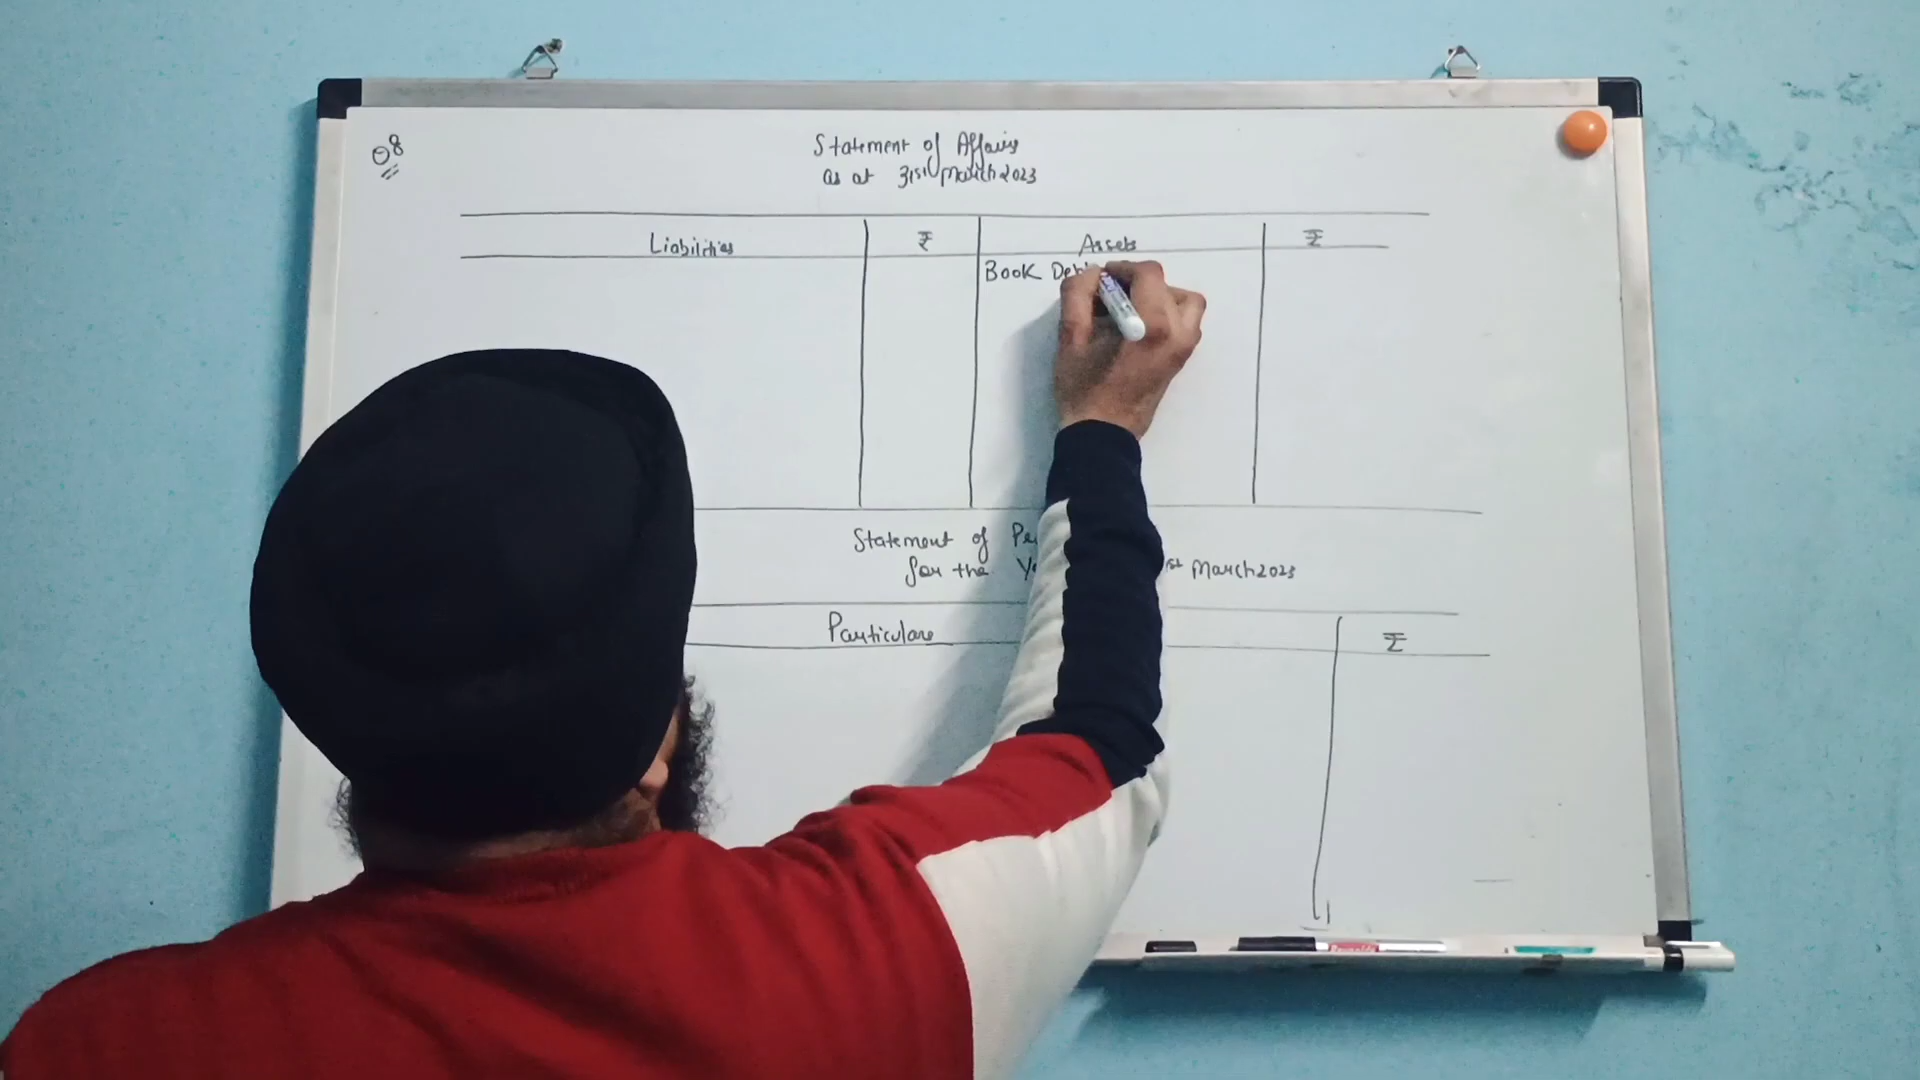 Q8
Statement of Affairs
as at 31st March 2023
Liabilities ₹ Assets ₹
Book Deb
Statement of
for the st March 2023
Particulars ₹